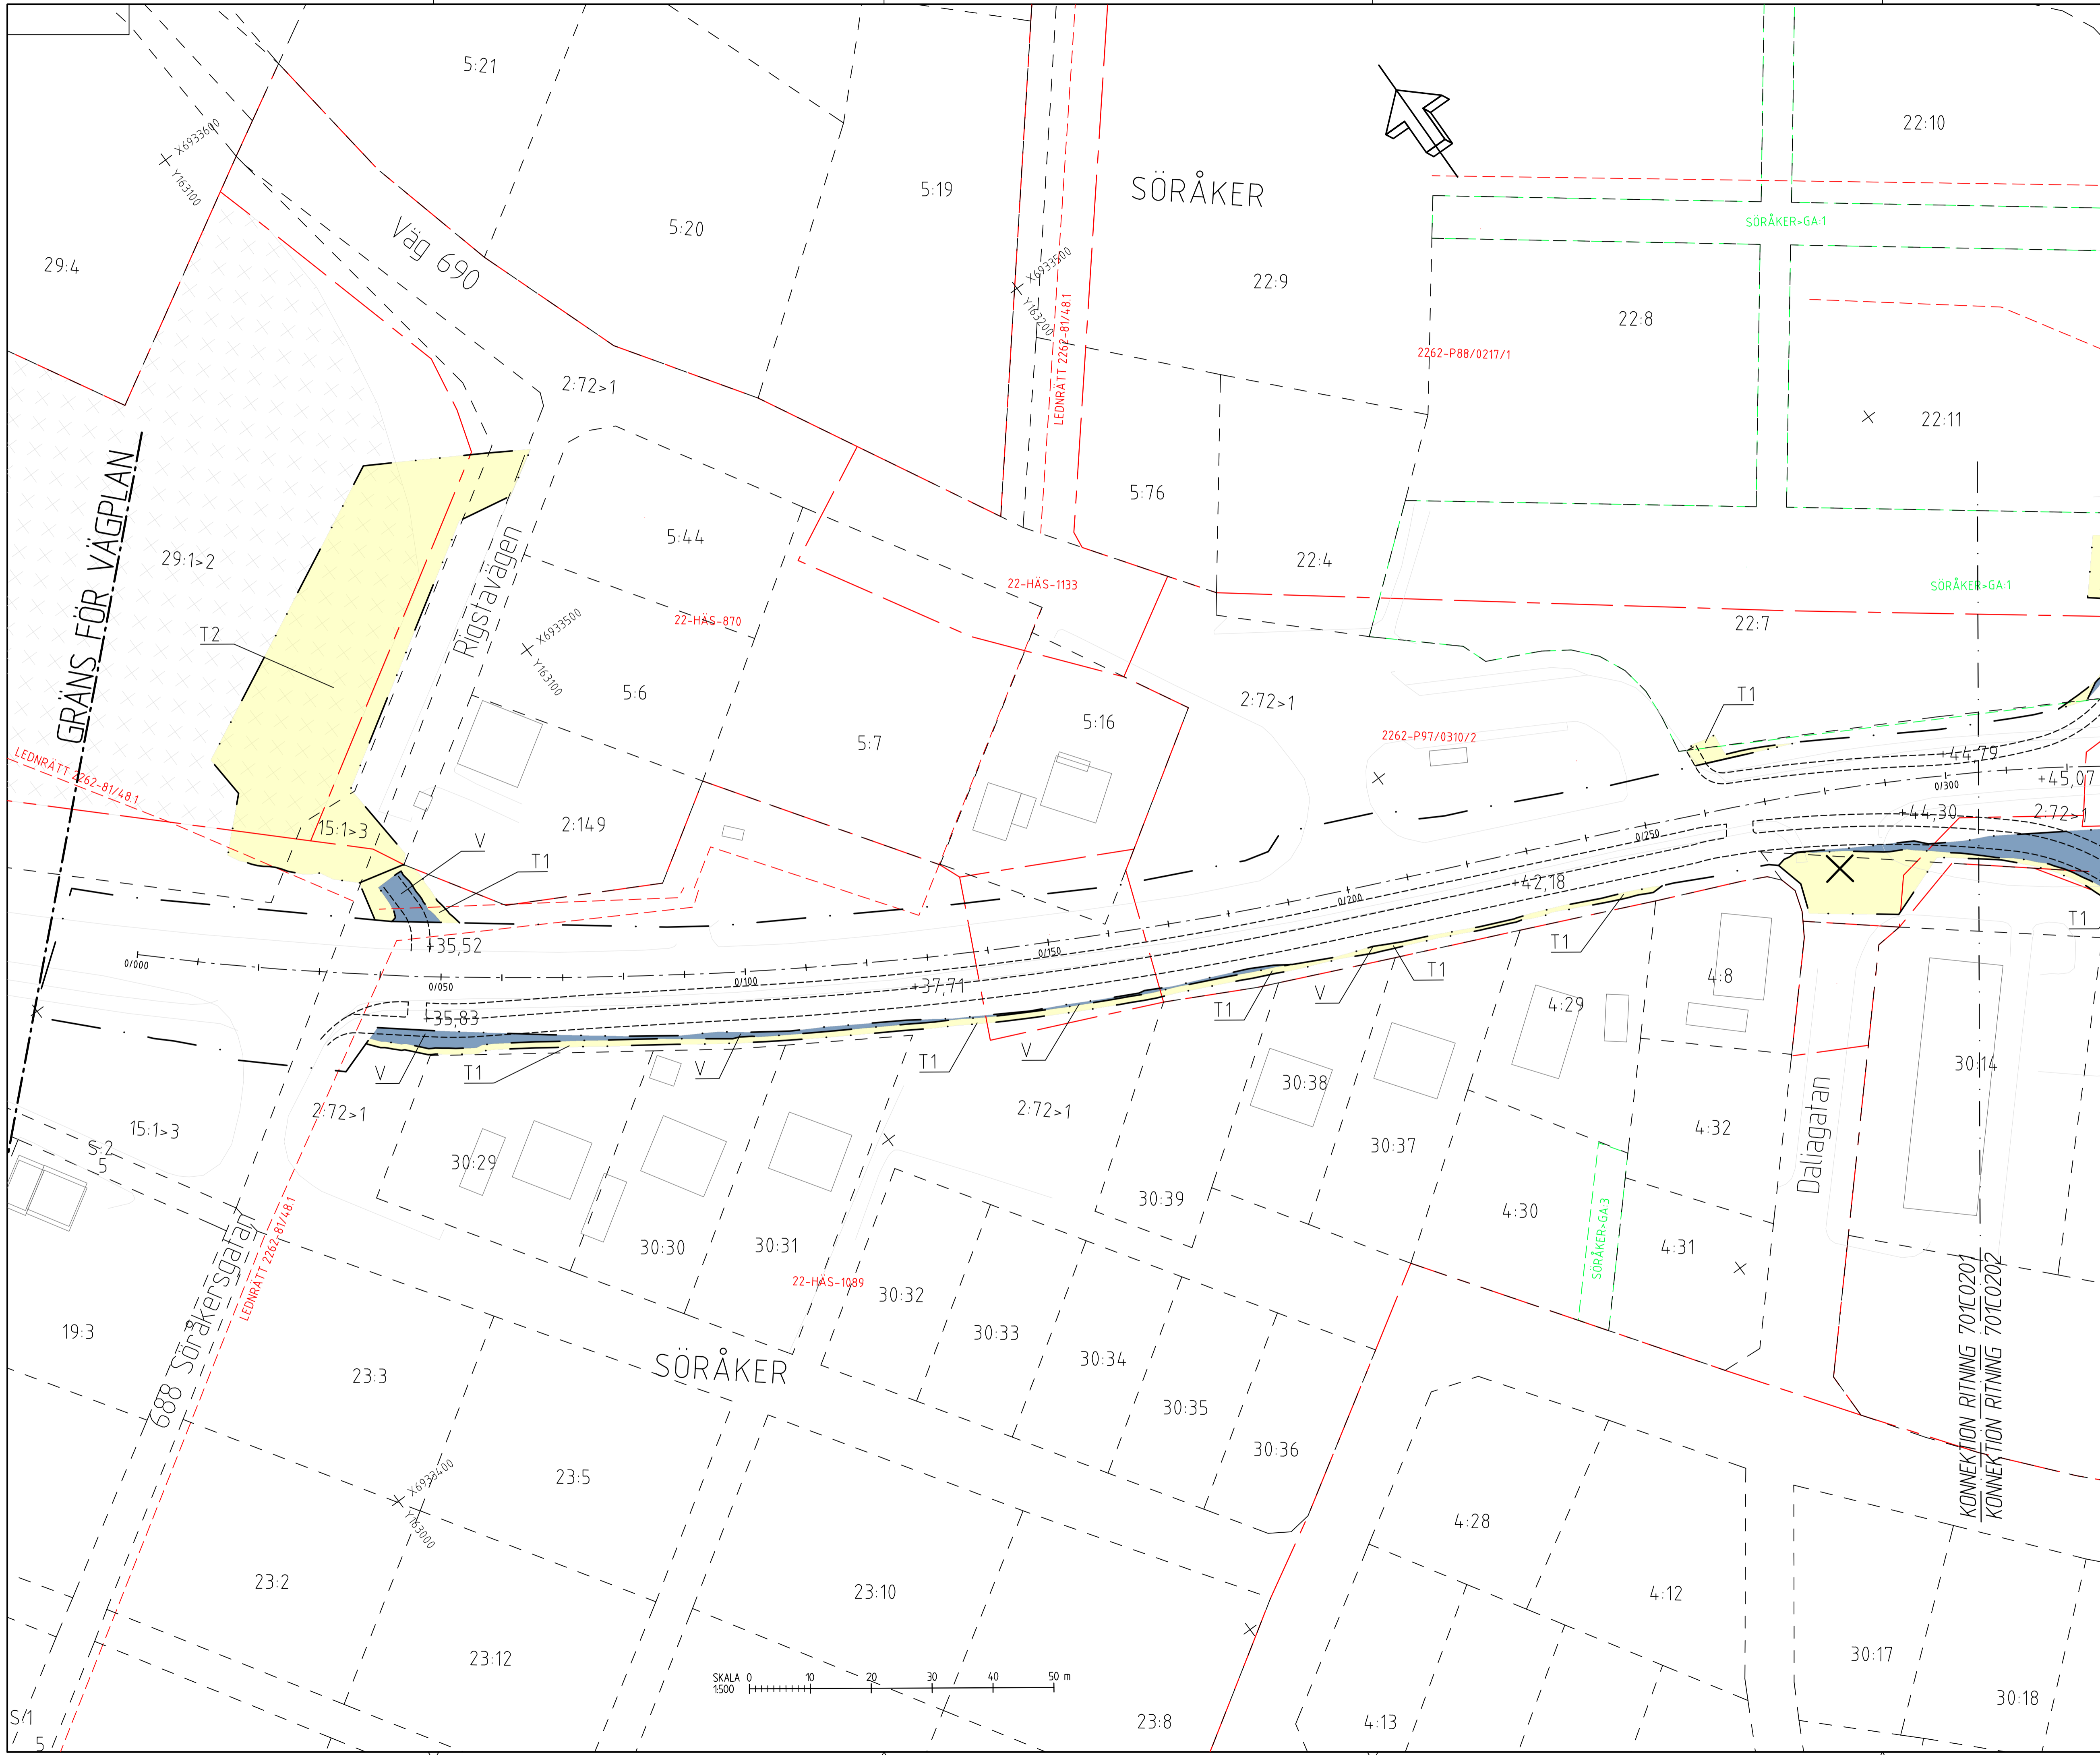 5:21
22:10
X6933600
Y163100
5:19
SÖRÅKER
5:20
SÖRÅKER>GA:1
Väg 690
29:4
X6933500
Y163200
22:9
22:8
LEDNRÄTT 2262-81/48.1
2262-P88/0217/1
2:72>1
22:11
GRÄNS FÖR VÄGPLAN
5:76
5:44
29:1>2
Rigstavägen
22:4
22-HÄS-1133
SÖRÅKER>GA:1
22-HÄS-870
22:7
T2
X6933500
Y163100
5:6
2:72>1
T1
5:16
5:7
2262-P97/0310/2
LEDNRÄTT 2262-81/48.1
+44,79
+45,07
0/300
15:1>3
2:149
+44,30
2:72>1
V
0/250
T1
+42,18
0/200
T1
+35,52
0/150
T1
0/000
T1
0/050
0/100
+37,71
4:8
V
4:29
T1
+35,83
V
T1
30:14
V
T1
V
30:38
2:72>1
2:72>1
Daliagatan
15:1>3
4:32
S:2
5
30:29
30:37
30:39
4:30
SÖRÅKER>GA:3
30:30
30:31
4:31
LEDNRÄTT 2262-81/48.1
22-HÄS-1089
30:32
688 Söråkersgatan
19:3
30:33
30:34
SÖRÅKER
23:3
KONNEKTION RITNING 701C0201
KONNEKTION RITNING 701C0202
30:35
30:36
X6933400
Y163000
23:5
4:28
23:2
23:10
4:12
23:12
30:17
SKALA 0 10 20 30 40 50 m
1:500
30:18
S:1
5
23:8
4:13